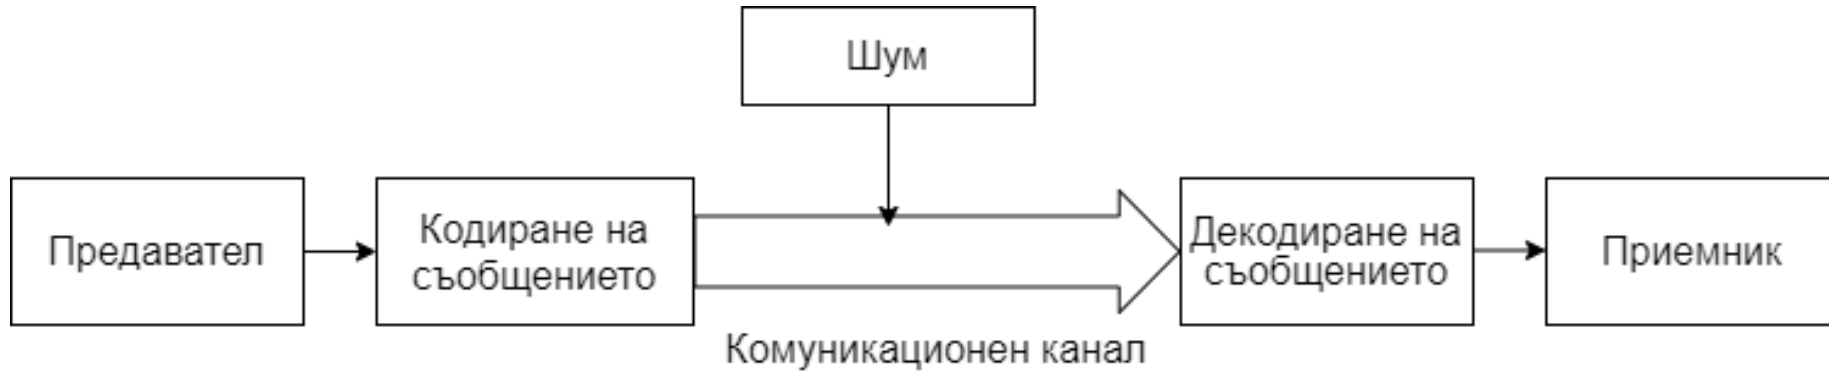 Шум
Предавател
Кодиране на
съобщението
Декодиране на
съобщението
Приемник
Комуникационен канал